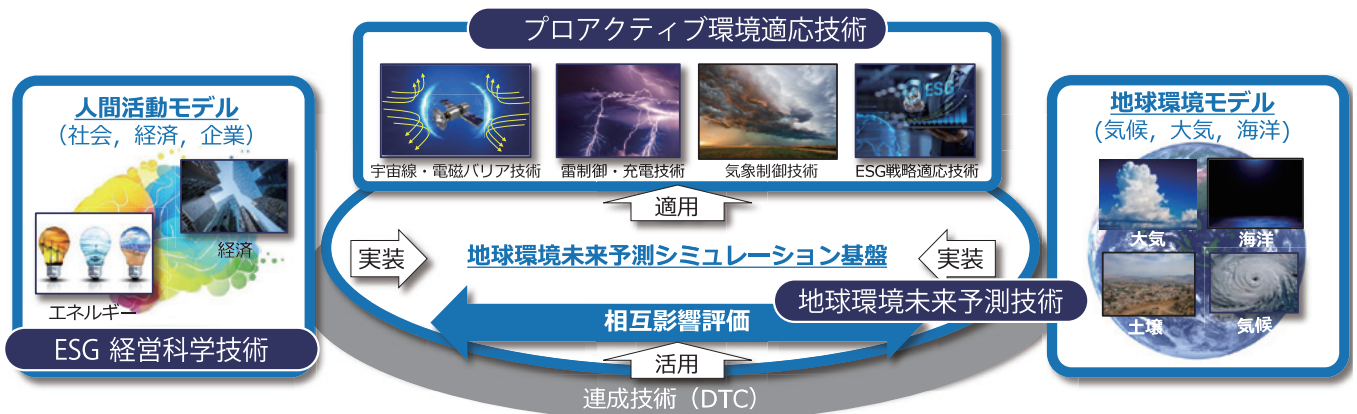 プロアクティブ環境適応技術
ESG
宇宙線・電磁バリア技術
雷制御・充電技術
気象制御技術
ESG戦略適応技術
適用
人間活動モデル
(社会,経済,企業)
経済
エネルギー
ESG 経営科学技術
実装
地球環境未来予測シミュレーション基盤
実装
相互影響評価
地球環境未来予測技術
活用
連成技術(DTC)
地球環境モデル
(気候,大気,海洋)
大気
海洋
土壌
気候